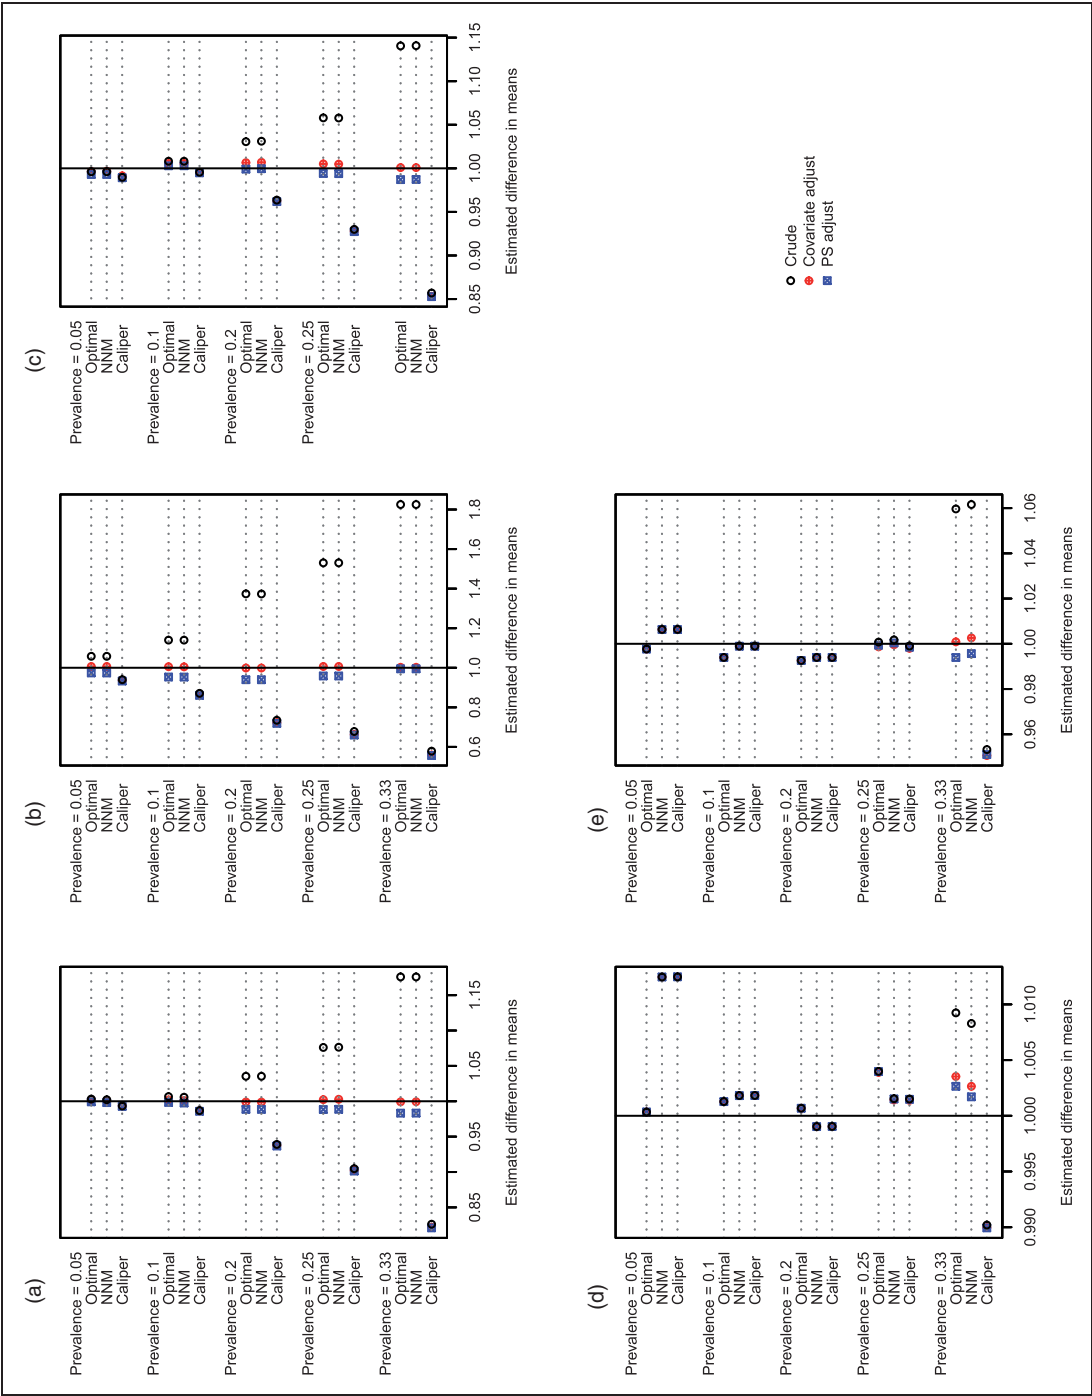 (a)
Prevalence = 0.05
Optimal
NNM
Caliper
Prevalence = 0.1
Optimal
NNM
Caliper
Prevalence = 0.2
Optimal
NNM
Caliper
Prevalence = 0.25
Optimal
NNM
Caliper
Prevalence = 0.33
Optimal
NNM
Caliper
0.85 0.95 1.05 1.15
Estimated difference in means
(b)
Prevalence = 0.05
Optimal
NNM
Caliper
Prevalence = 0.1
Optimal
NNM
Caliper
Prevalence = 0.2
Optimal
NNM
Caliper
Prevalence = 0.25
Optimal
NNM
Caliper
Prevalence = 0.33
Optimal
NNM
Caliper
0.6 0.8 1.0 1.2 1.4 1.6 1.8
Estimated difference in means
(c)
Prevalence = 0.05
Optimal
NNM
Caliper
Prevalence = 0.1
Optimal
NNM
Caliper
Prevalence = 0.2
Optimal
NNM
Caliper
Prevalence = 0.25
Optimal
NNM
Caliper
Optimal
NNM
Caliper
0.85 0.90 0.95 1.00 1.05 1.10 1.15
Estimated difference in means
(d)
Prevalence = 0.05
Optimal
NNM
Caliper
Prevalence = 0.1
Optimal
NNM
Caliper
Prevalence = 0.2
Optimal
NNM
Caliper
Prevalence = 0.25
Optimal
NNM
Caliper
Prevalence = 0.33
Optimal
NNM
Caliper
0.990 0.995 1.000 1.005 1.010
Estimated difference in means
(e)
Prevalence = 0.05
Optimal
NNM
Caliper
Prevalence = 0.1
Optimal
NNM
Caliper
Prevalence = 0.2
Optimal
NNM
Caliper
Prevalence = 0.25
Optimal
NNM
Caliper
Prevalence = 0.33
Optimal
NNM
Caliper
0.96 0.98 1.00 1.02 1.04 1.06
Estimated difference in means
Crude
Covariate adjust
PS adjust